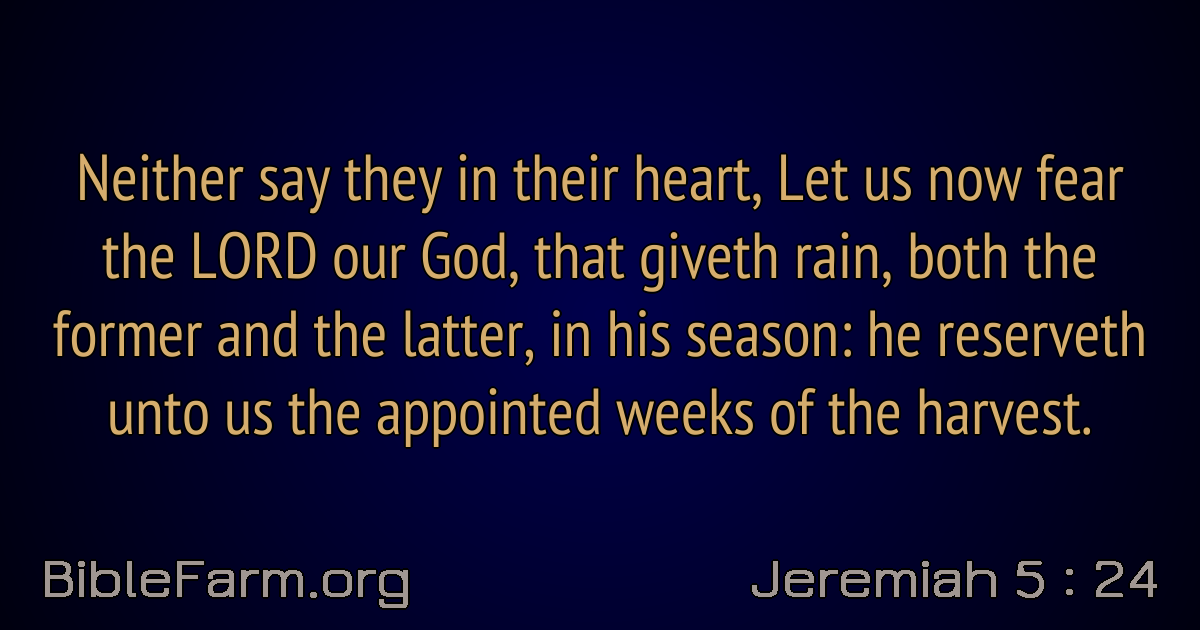 Neither say they in their heart, Let us now fear
the LORD our God, that giveth rain, both the
former and the latter, in his season: he reserveth
unto us the appointed weeks of the harvest.
BibleFarm.org
Jeremiah 5 : 24